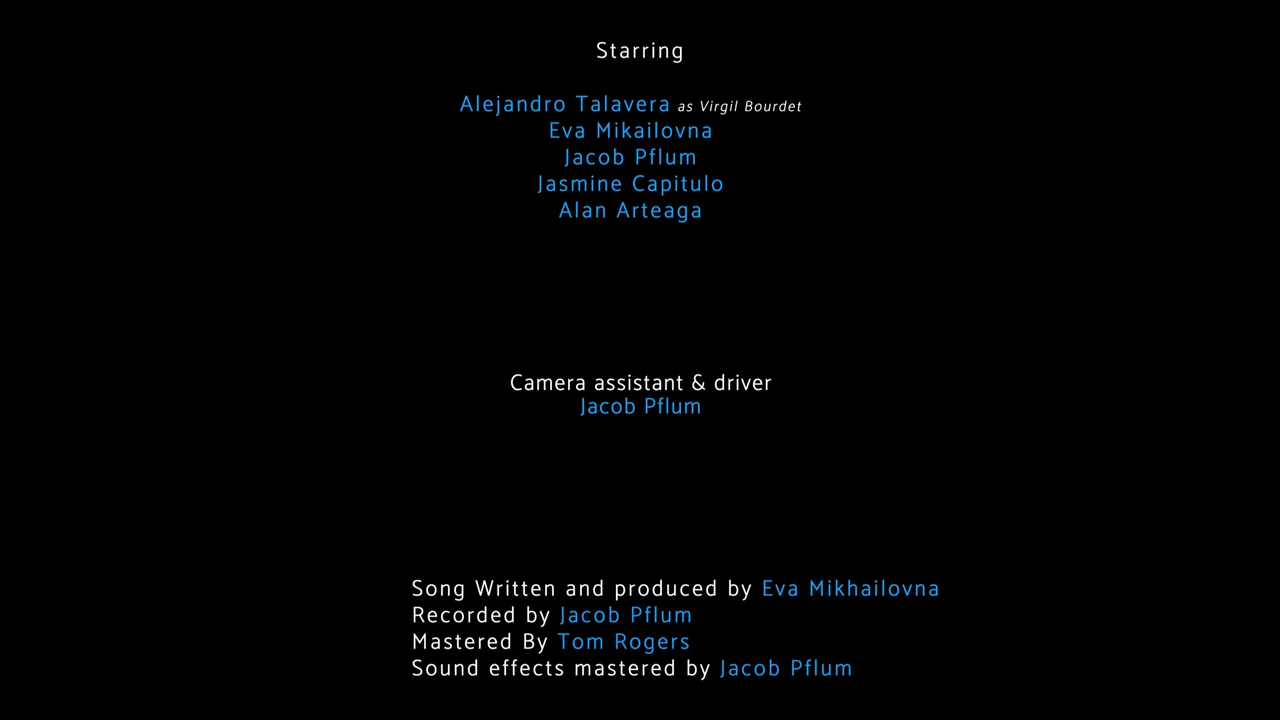 Starring
Alejandro Talavera as Virgil Bourdet
Eva Mikailovna
Jacob Pflum
Jasmine Capitulo
Alan Arteaga
Camera assistant & driver
Jacob Pflum
Song Written and produced by Eva Mikhailovna
Recorded by Jacob Pflum
Mastered By Tom Rogers
Sound effects mastered by Jacob Pflum